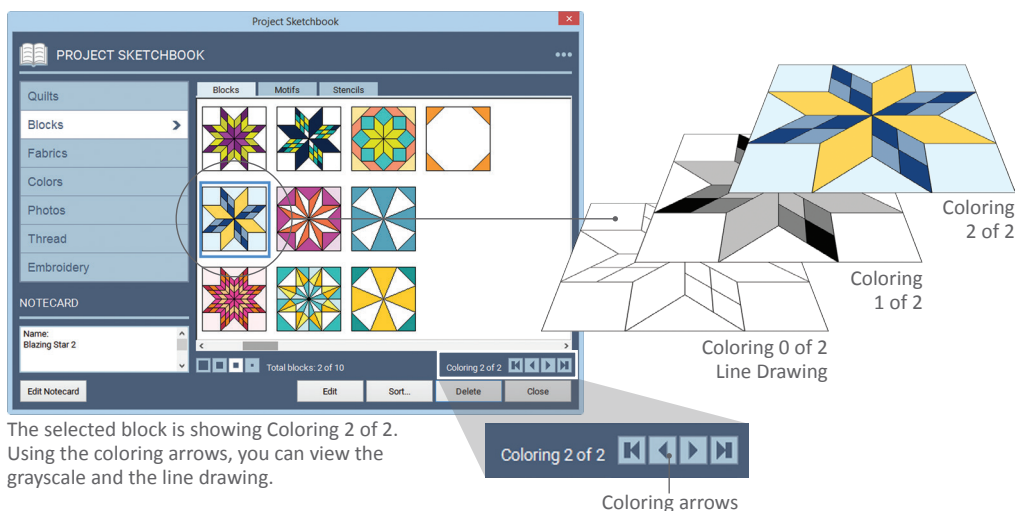 Project Sketchbook
PROJECT SKETCHBOOK
Quilts
Blocks
Fabrics
Colors
Photos
Thread
Embroidery
NOTECARD
Name:
Blazing Star 2
Edit Notecard
Blocks Motifs Stencils
Total blocks: 2 of 10
Coloring 2 of 2
Edit Sort... Delete Close
Coloring
2 of 2
Coloring
1 of 2
Coloring 0 of 2
Line Drawing
The selected block is showing Coloring 2 of 2.
Using the coloring arrows, you can view the
grayscale and the line drawing.
Coloring 2 of 2
Coloring arrows